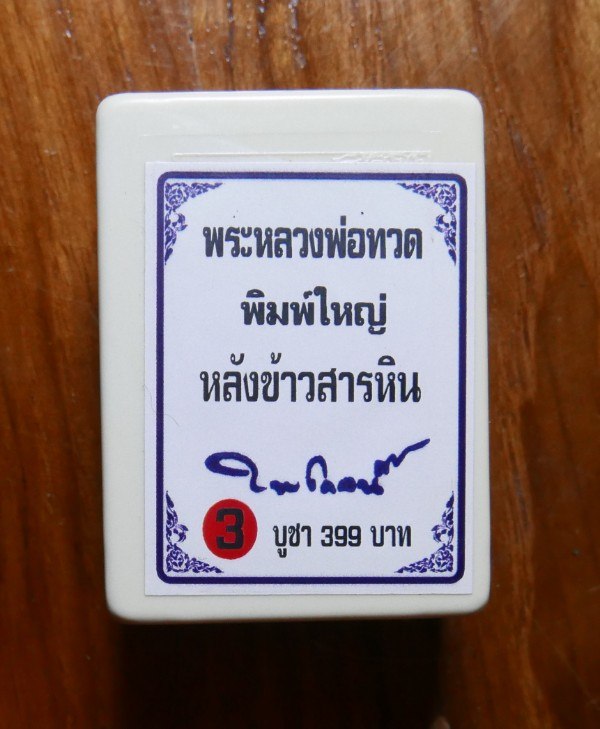 พระหลวงพ่อทวด
พิมพ์ใหญ่
หลังข้าวสารหิน
3 บูชา 399 บาท